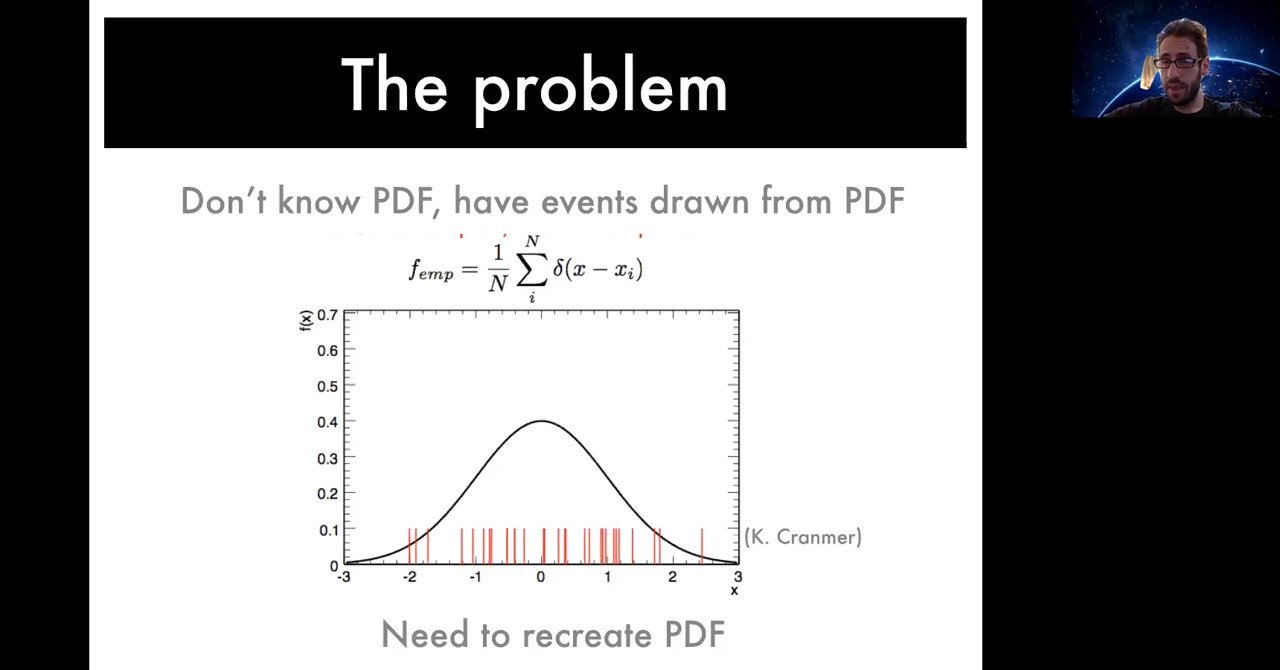 The problem
Don't know PDF, have events drawn from PDF
f_emp = 1/N ∑_i^N δ(x − x_i)
f(x)
0.7
0.6
0.5
0.4
0.3
0.2
0.1
0
-3 -2 -1 0 1 2 3
x
(K. Cranmer)
Need to recreate PDF